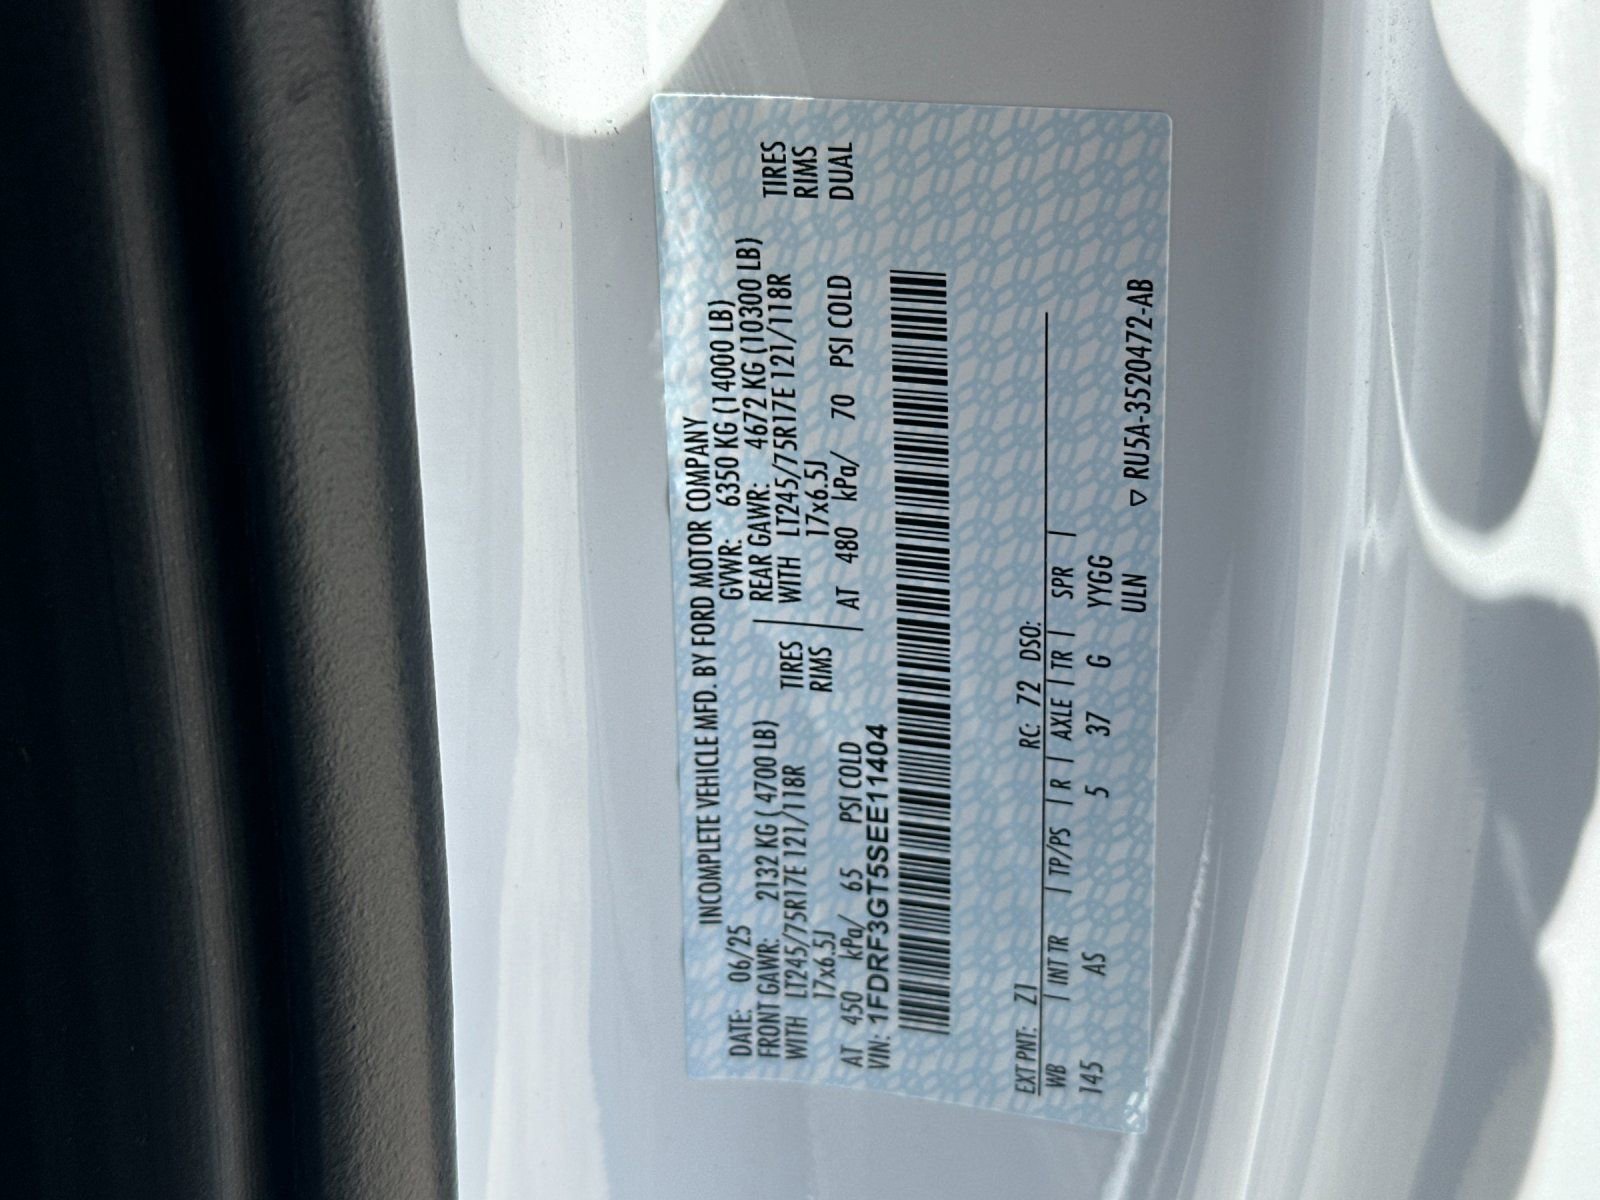 INCOMPLETE VEHICLE MFD. BY FORD MOTOR COMPANY
DATE: 06/25 GVWR: 6350 KG (14000 LB)
FRONT GAWR: 2132 KG ( 4700 LB) REAR GAWR: 4672 KG (10300 LB)
WITH LT245/75R17E 121/118R TIRES WITH LT245/75R17E 121/118R TIRES
17x6.5J RIMS 17x6.5J RIMS
AT 450 kPa/ 65 PSI COLD AT 480 kPa/ 70 PSI COLD DUAL
VIN: 1FDRF3GT5SEE11404
EXT PNT: Z1 RC: 72 DSO:
WB | INT TR | TP/PS | R | AXLE | TR | SPR |
145 AS 5 37 G YYGG
ULN ▽ RU5A-3520472-AB